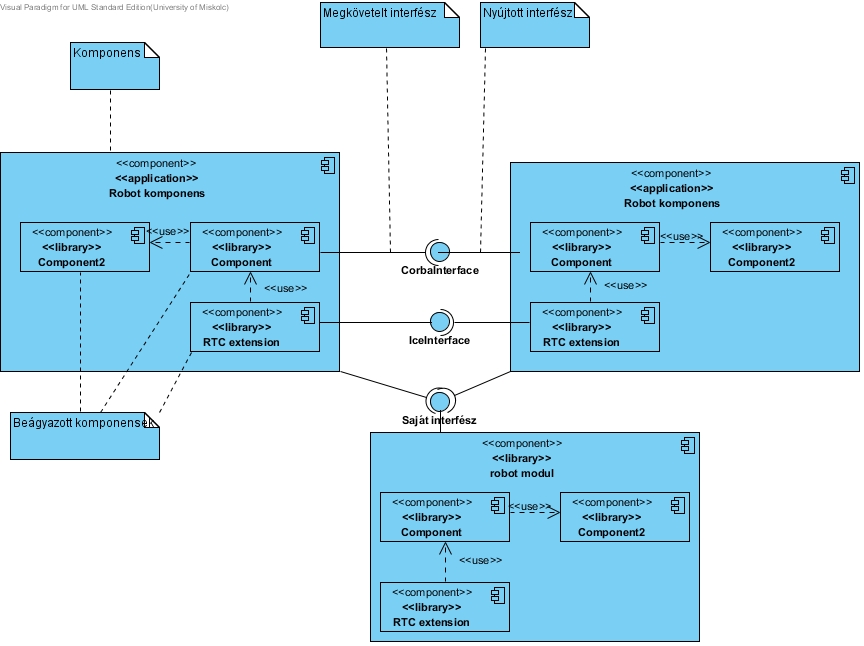 Visual Paradigm for UML Standard Edition(University of Miskolc)
Megkövetelt interfész
Nyújtott interfész
Komponens
<<component>>
<<application>>
Robot komponens
<<component>>
<<library>>
Component2
<<use>>
<<component>>
<<library>>
Component
<<use>>
<<component>>
<<library>>
RTC extension
CorbaInterface
IceInterface
<<component>>
<<application>>
Robot komponens
<<component>>
<<library>>
Component
<<use>>
<<component>>
<<library>>
Component2
<<use>>
<<component>>
<<library>>
RTC extension
Beágyazott komponensek
Saját interfész
<<component>>
<<library>>
robot modul
<<component>>
<<library>>
Component
<<use>>
<<component>>
<<library>>
Component2
<<use>>
<<component>>
<<library>>
RTC extension